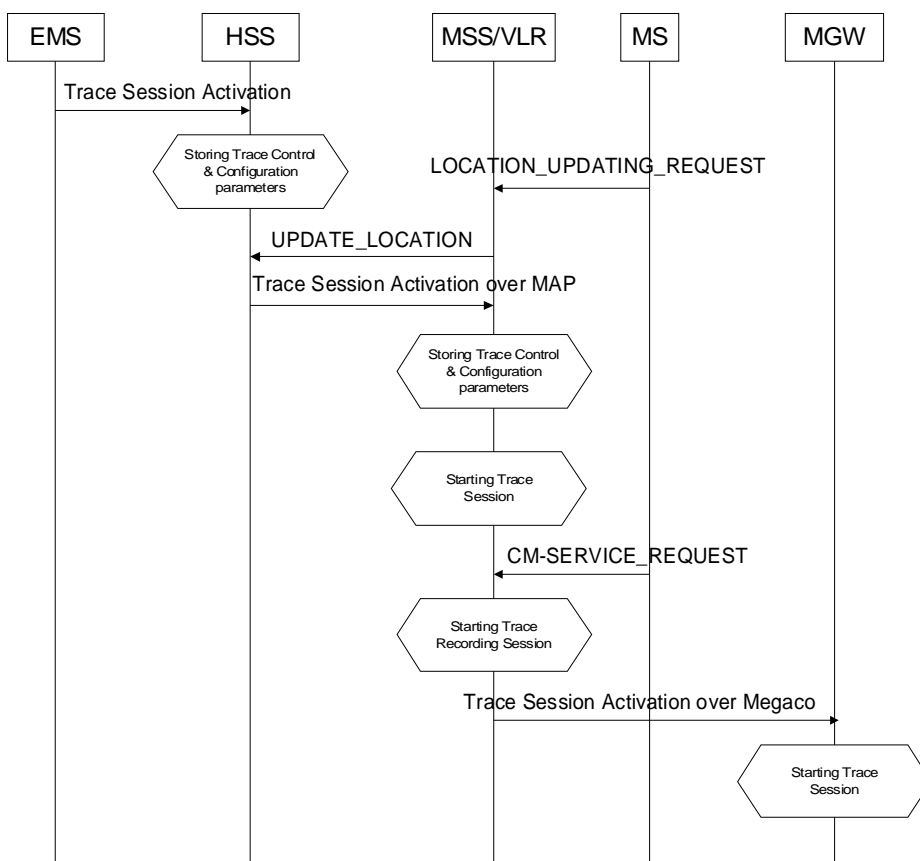 EMS
HSS
MSS/VLR
MS
MGW
Trace Session Activation
Storing Trace Control
& Configuration
parameters
LOCATION_UPDATING_REQUEST
UPDATE_LOCATION
Trace Session Activation over MAP
Storing Trace Control
& Configuration
parameters
Starting Trace
Session
CM-SERVICE_REQUEST
Starting Trace
Recording Session
Trace Session Activation over Megaco
Starting Trace
Session